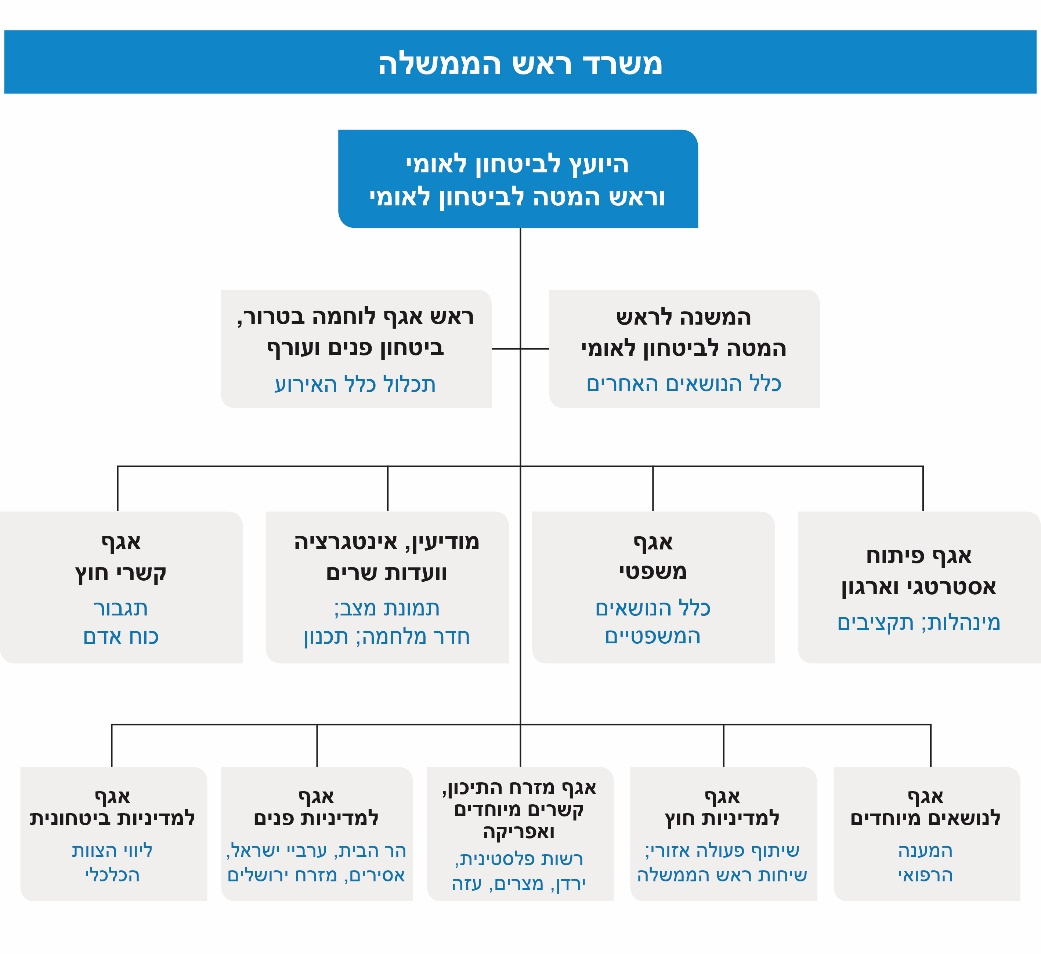 משרד ראש הממשלה
היועץ לביטחון לאומי
וראש המטה לביטחון לאומי
המשנה לראש
המטה לביטחון לאומי
כלל הנושאים האחרים
ראש אגף לוחמה בטרור,
ביטחון פנים ועורף
תכלול כלל האירוע
אגף פיתוח
אסטרטגי וארגון
מינהלות; תקציבים
אגף
משפטי
כלל הנושאים
המשפטיים
מודיעין, אינטגרציה
וועדות שרים
תמונת מצב;
חדר מלחמה; תכנון
אגף
קשרי חוץ
תגבור
כוח אדם
אגף
לנושאים מיוחדים
המענה
הרפואי
אגף
למדיניות חוץ
שיתוף פעולה אזורי;
שיחות ראש הממשלה
אגף מזרח התיכון,
קשרים מיוחדים
ואפריקה
רשות פלסטינית,
ירדן, מצרים, עזה
אגף
למדיניות פנים
הר הבית, ערביי ישראל,
אסירים, מזרח ירושלים
אגף
למדיניות ביטחונית
ליווי הצוות
הכלכלי